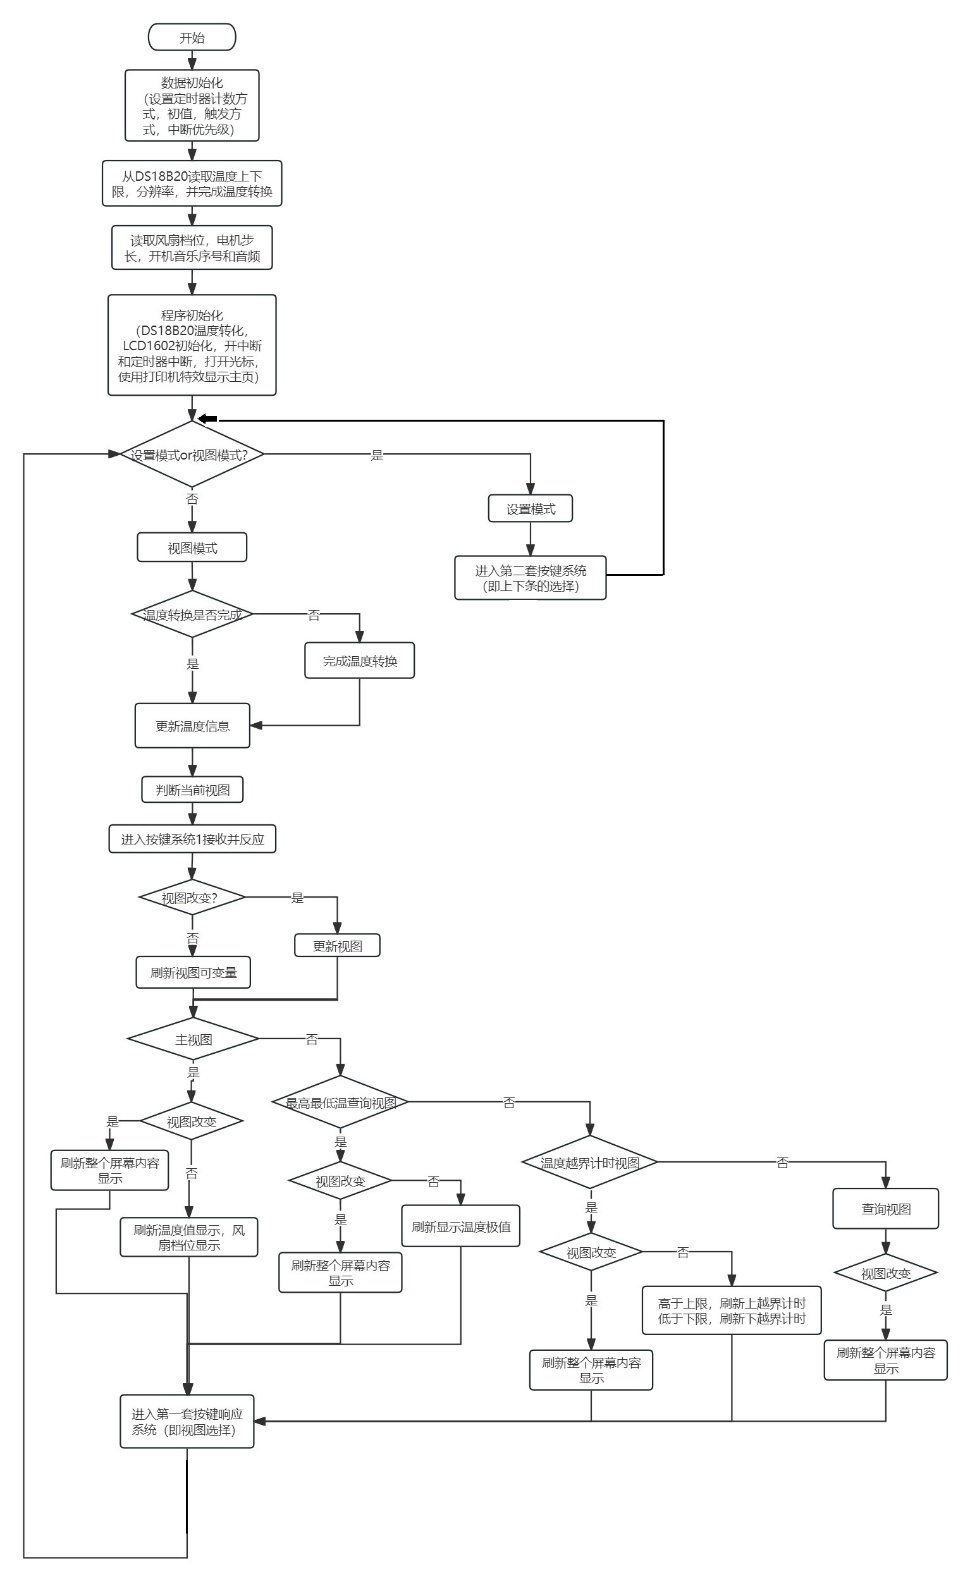 开始
数据初始化
（设置定时器计数方
式，初值，触发方
式，中断优先级）
从DS18B20读取温度上下
限，分辨率，并完成温度转换
读取风扇档位，电机步
长，开机音乐序号和音频
程序初始化
（DS18B20温度转化，
LCD1602初始化，开中断
和定时器中断，打开光标，
使用打印机特效显示主页）
设置模式or视图模式？
是
否
设置模式
视图模式
进入第二套按键系统
（即上下条的选择）
温度转换是否完成
否
是
完成温度转换
更新温度信息
判断当前视图
进入按键系统1接收并反应
视图改变？
是
否
更新视图
刷新视图可变量
主视图
否
是
最高最低温查询视图
否
视图改变
是
是
温度越界计时视图
否
刷新整个屏幕内容
显示
否
视图改变
否
查询视图
是
是
刷新温度值显示，风
扇档位显示
刷新显示温度极值
视图改变
否
刷新整个屏幕内容
显示
视图改变
是
高于上限，刷新上越界计时
低于下限，刷新下越界计时
是
刷新整个屏幕内容
显示
刷新整个屏幕内容
显示
进入第一套按键响应
系统（即视图选择）